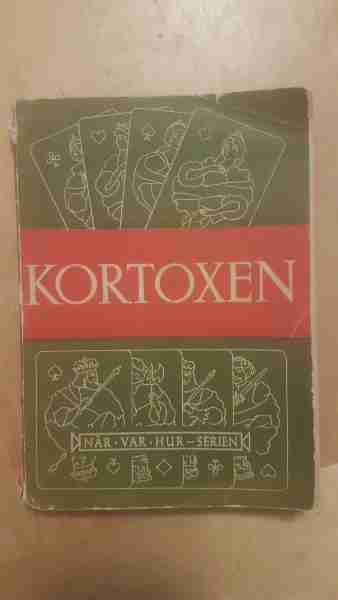 KORTOXEN
NÄR · VAR · HUR – SERIEN